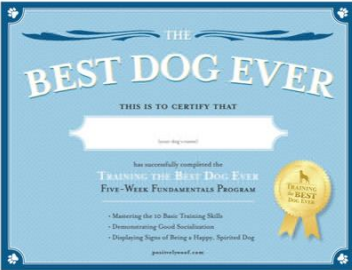 THE
BEST DOG EVER
THIS IS TO CERTIFY THAT
(your dog's name)
has successfully completed the
TRAINING THE BEST DOG EVER
FIVE-WEEK FUNDAMENTALS PROGRAM
• Mastering the 10 Basic Training Skills
• Demonstrating Good Socialization
• Displaying Signs of Being a Happy, Spirited Dog
positivelywoof.com
TRAINING
the BEST
DOG EVER